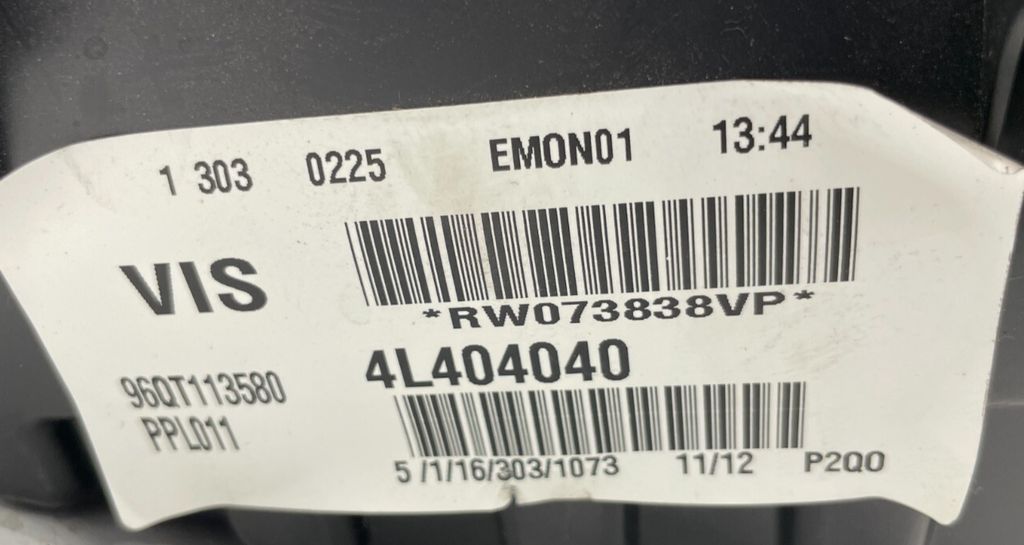 1 303 0225 EMON01 13:44
VIS
*RW073838VP*
4L404040
96QT113580
PPL011
5 /1/16/303/1073 11/12 P2Q0